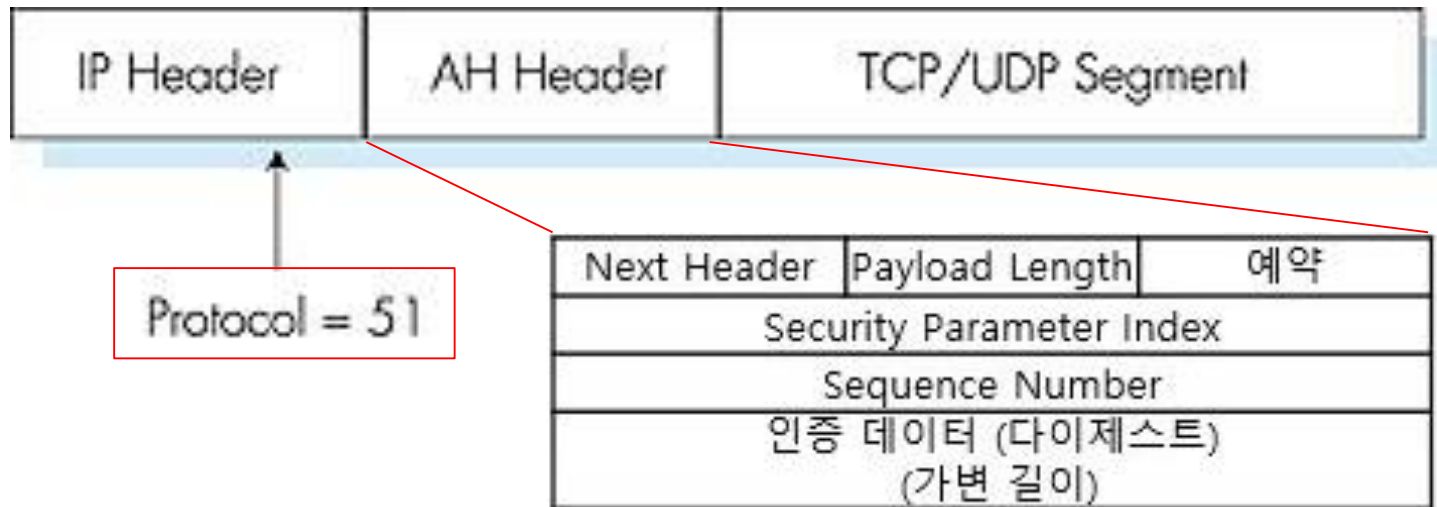 IP Header AH Header TCP/UDP Segment
Protocol = 51
Next Header Payload Length 예약
Security Parameter Index
Sequence Number
인증 데이터 (다이제스트)
(가변 길이)